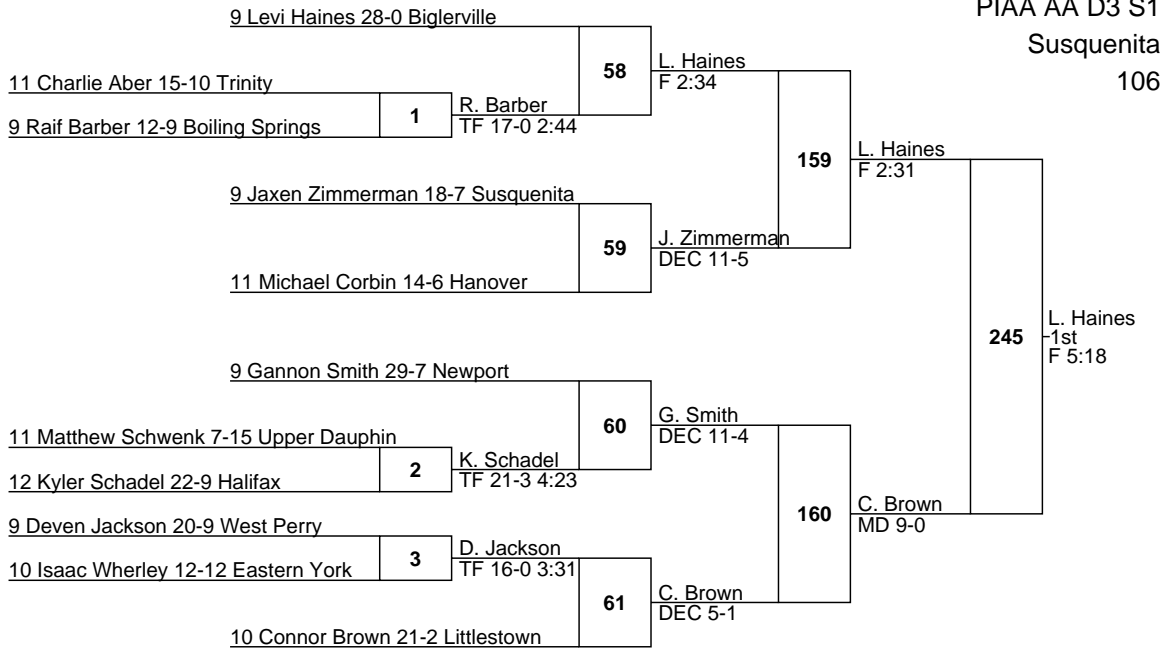 PIAA AA D3 S1
Susquenita
106
9 Levi Haines 28-0 Biglerville
58
L. Haines
F 2:34
11 Charlie Aber 15-10 Trinity
1
R. Barber
TF 17-0 2:44
9 Raif Barber 12-9 Boiling Springs
159
L. Haines
F 2:31
9 Jaxen Zimmerman 18-7 Susquenita
59
J. Zimmerman
DEC 11-5
11 Michael Corbin 14-6 Hanover
245
L. Haines
1st
F 5:18
9 Gannon Smith 29-7 Newport
60
G. Smith
DEC 11-4
11 Matthew Schwenk 7-15 Upper Dauphin
2
K. Schadel
TF 21-3 4:23
12 Kyler Schadel 22-9 Halifax
160
C. Brown
MD 9-0
9 Deven Jackson 20-9 West Perry
3
D. Jackson
TF 16-0 3:31
10 Isaac Wherley 12-12 Eastern York
61
C. Brown
DEC 5-1
10 Connor Brown 21-2 Littlestown